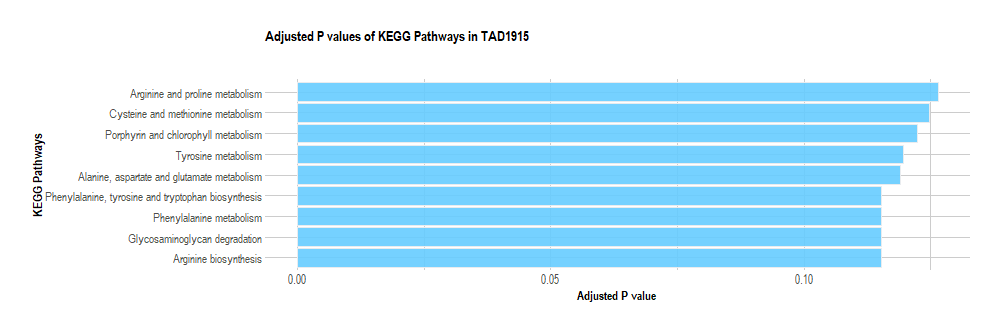 Adjusted P values of KEGG Pathways in TAD1915
KEGG Pathways
Arginine and proline metabolism
Cysteine and methionine metabolism
Porphyrin and chlorophyll metabolism
Tyrosine metabolism
Alanine, aspartate and glutamate metabolism
Phenylalanine, tyrosine and tryptophan biosynthesis
Phenylalanine metabolism
Glycosaminoglycan degradation
Arginine biosynthesis
0.00 0.05 0.10
Adjusted P value